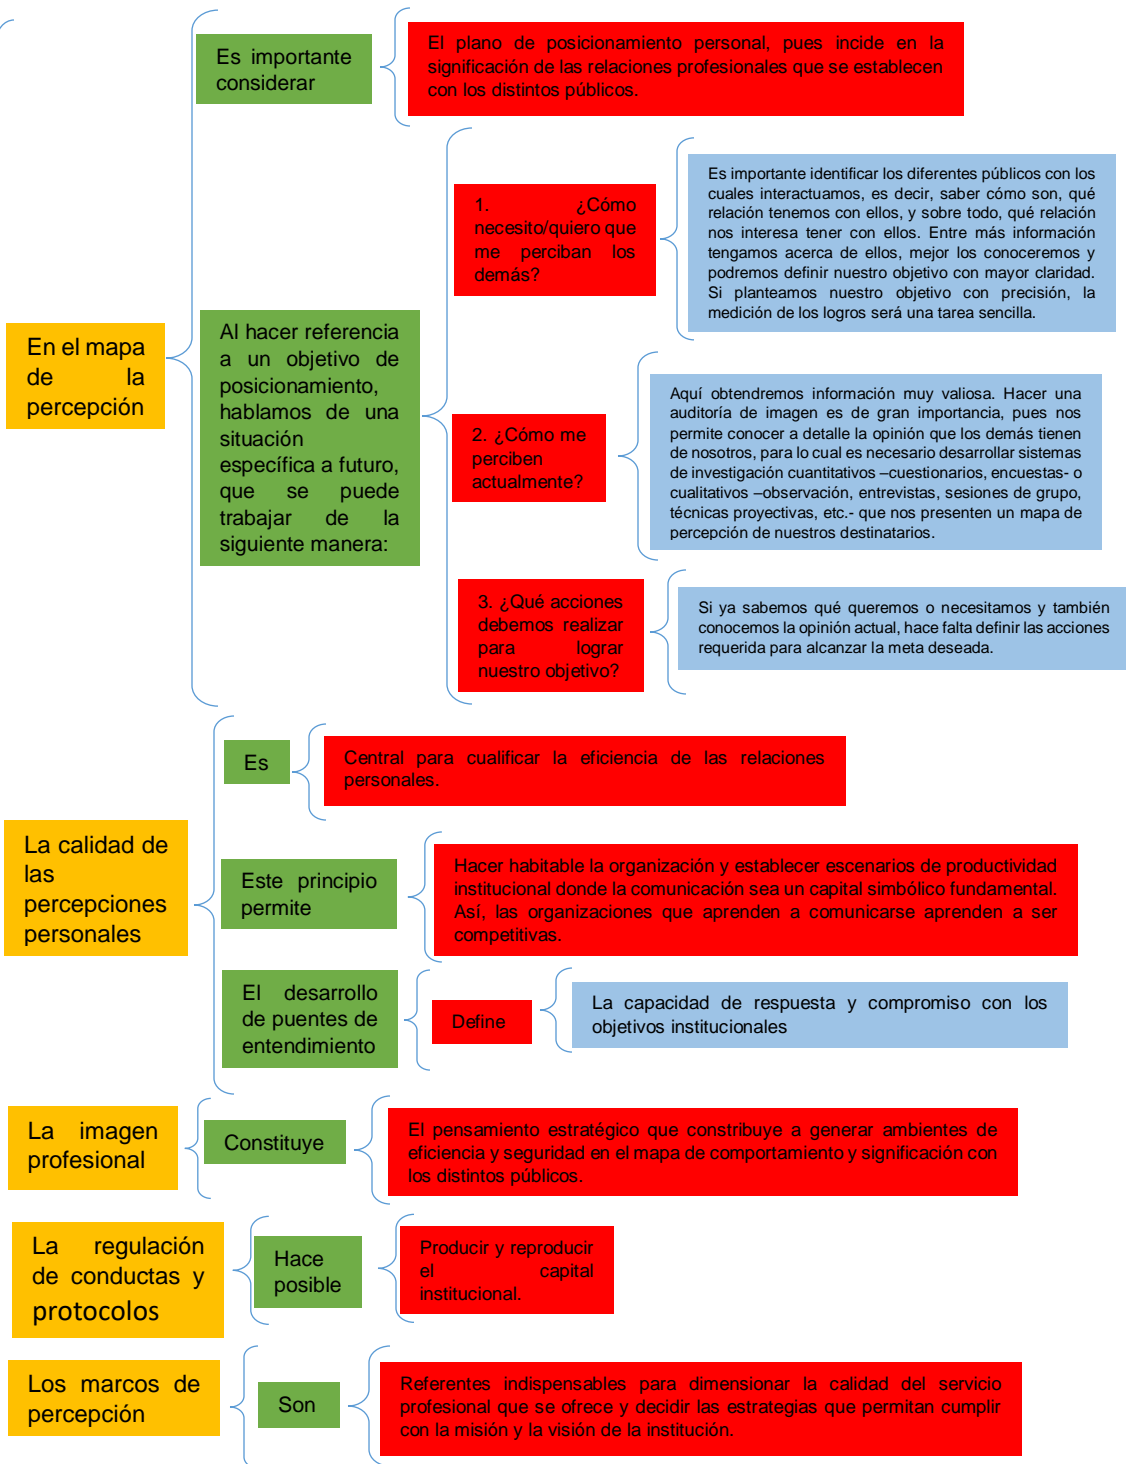 En el mapa
de la
percepción
Es importante
considerar
El plano de posicionamiento personal, pues incide en la
significación de las relaciones profesionales que se establecen
con los distintos públicos.
Al hacer referencia
a un objetivo de
posicionamiento,
hablamos de una
situación
específica a futuro,
que se puede
trabajar de la
siguiente manera:
1. ¿Cómo
necesito/quiero que
me perciban los
demás?
Es importante identificar los diferentes públicos con los
cuales interactuamos, es decir, saber cómo son, qué
relación tenemos con ellos, y sobre todo, qué relación
nos interesa tener con ellos. Entre más información
tengamos acerca de ellos, mejor los conoceremos y
podremos definir nuestro objetivo con mayor claridad.
Si planteamos nuestro objetivo con precisión, la
medición de los logros será una tarea sencilla.
2. ¿Cómo me
perciben
actualmente?
Aquí obtendremos información muy valiosa. Hacer una
auditoría de imagen es de gran importancia, pues nos
permite conocer a detalle la opinión que los demás tienen
de nosotros, para lo cual es necesario desarrollar sistemas
de investigación cuantitativos –cuestionarios, encuestas- o
cualitativos –observación, entrevistas, sesiones de grupo,
técnicas proyectivas, etc.- que nos presenten un mapa de
percepción de nuestros destinatarios.
3. ¿Qué acciones
debemos realizar
para lograr
nuestro objetivo?
Si ya sabemos qué queremos o necesitamos y también
conocemos la opinión actual, hace falta definir las acciones
requerida para alcanzar la meta deseada.
La calidad de
las
percepciones
personales
Es
Central para cualificar la eficiencia de las relaciones
personales.
Este principio
permite
Hacer habitable la organización y establecer escenarios de productividad
institucional donde la comunicación sea un capital simbólico fundamental.
Así, las organizaciones que aprenden a comunicarse aprenden a ser
competitivas.
El desarrollo
de puentes de
entendimiento
Define
La capacidad de respuesta y compromiso con los
objetivos institucionales
La imagen
profesional
Constituye
El pensamiento estratégico que constribuye a generar ambientes de
eficiencia y seguridad en el mapa de comportamiento y significación con
los distintos públicos.
La regulación
de conductas y
protocolos
Hace
posible
Producir y reproducir
el capital
institucional.
Los marcos de
percepción
Son
Referentes indispensables para dimensionar la calidad del servicio
profesional que se ofrece y decidir las estrategias que permitan cumplir
con la misión y la visión de la institución.